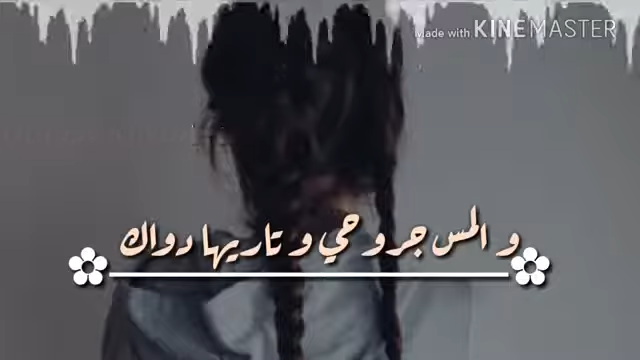 Made with KINEMASTER
و المس جروحي و تاريها دواك